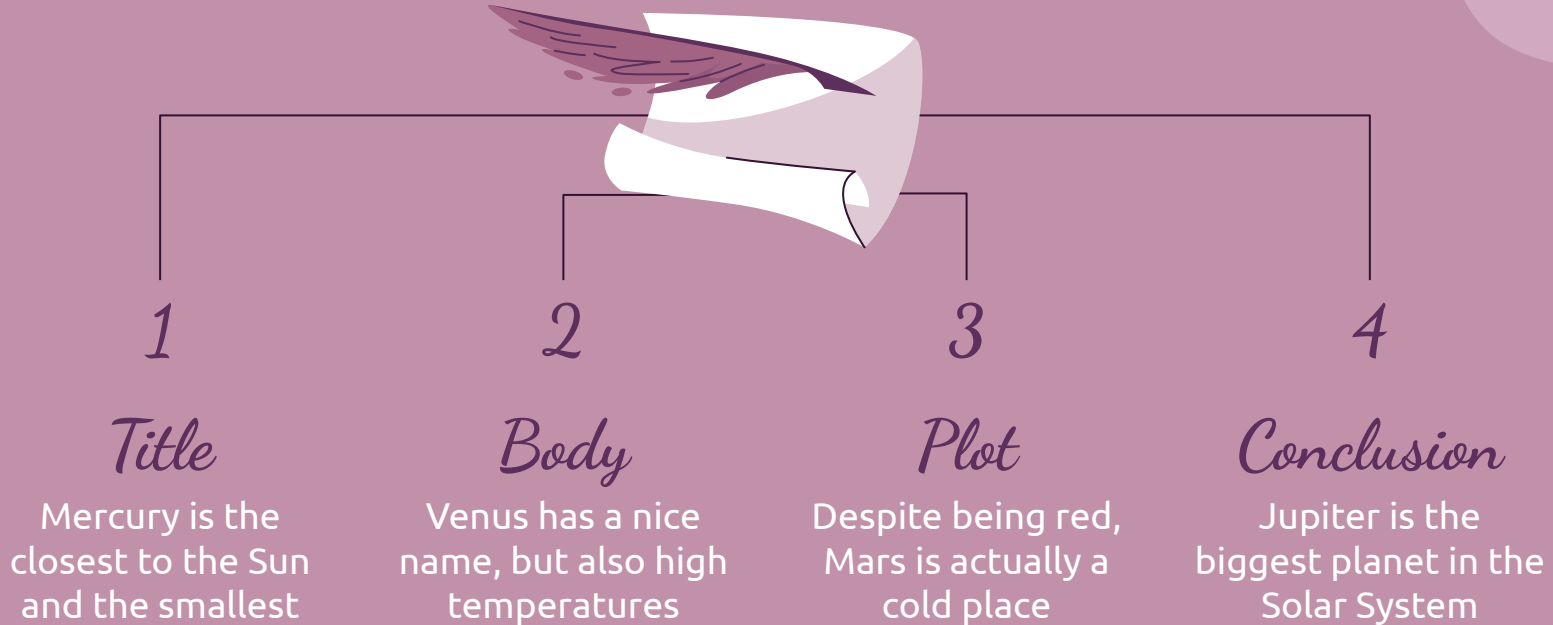 1
Title
Mercury is the
closest to the Sun
and the smallest
2
Body
Venus has a nice
name, but also high
temperatures
3
Plot
Despite being red,
Mars is actually a
cold place
4
Conclusion
Jupiter is the
biggest planet in the
Solar System